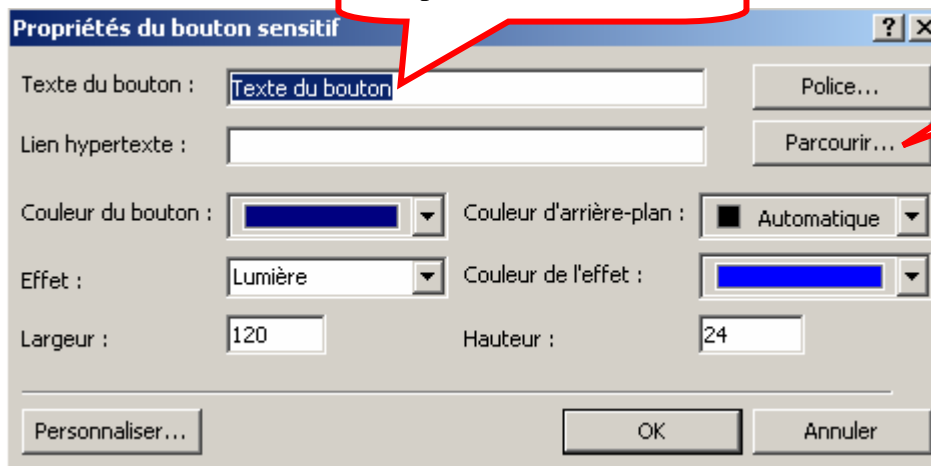 Propriétés du bouton sensitif
Texte du bouton : Texte du bouton Police...
Lien hypertexte : Parcourir...
Couleur du bouton : Couleur d'arrière-plan : Automatique
Effet : Lumière Couleur de l'effet :
Largeur : 120 Hauteur : 24
Personnaliser... OK Annuler